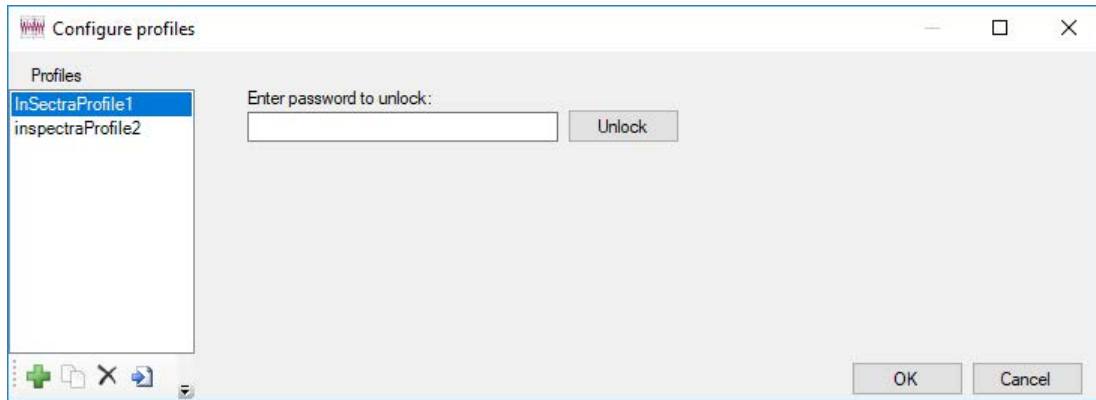 Configure profiles
Profiles
InSectraProfile1
inspectraProfile2
Enter password to unlock:
Unlock
OK
Cancel